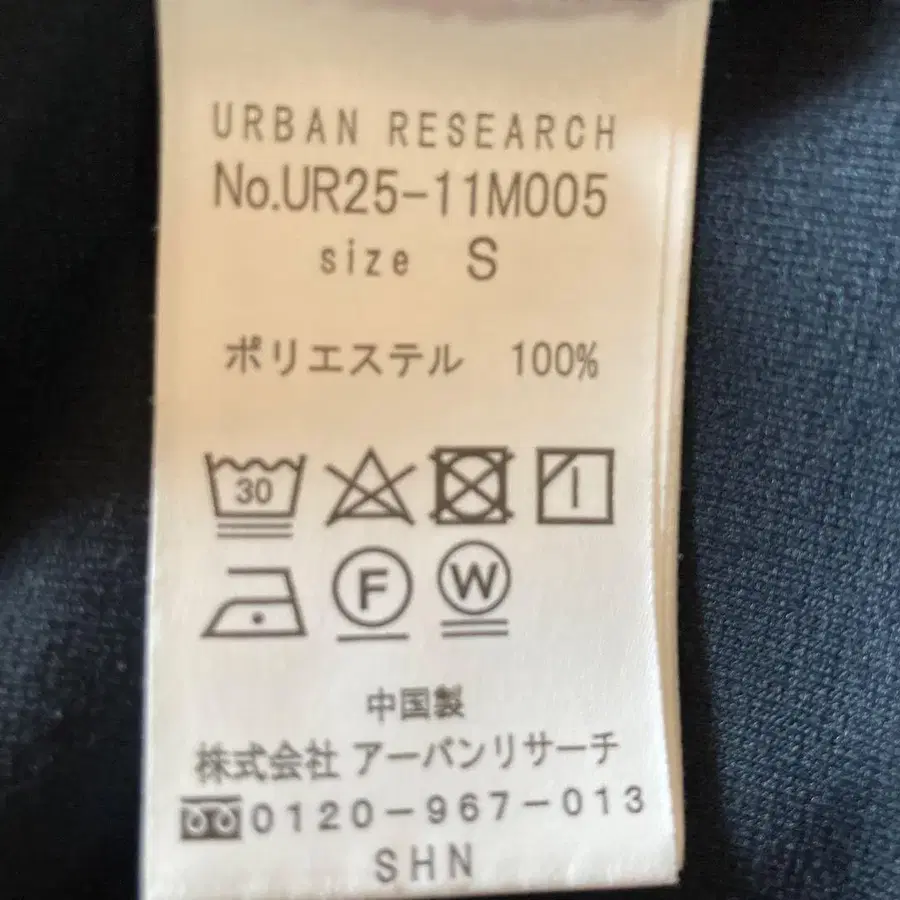 URBAN RESEARCH
No.UR25-11M005
size S
ポリエステル 100%
30
F W
中国製
株式会社 アーバンリサーチ
0120-967-013
SHN